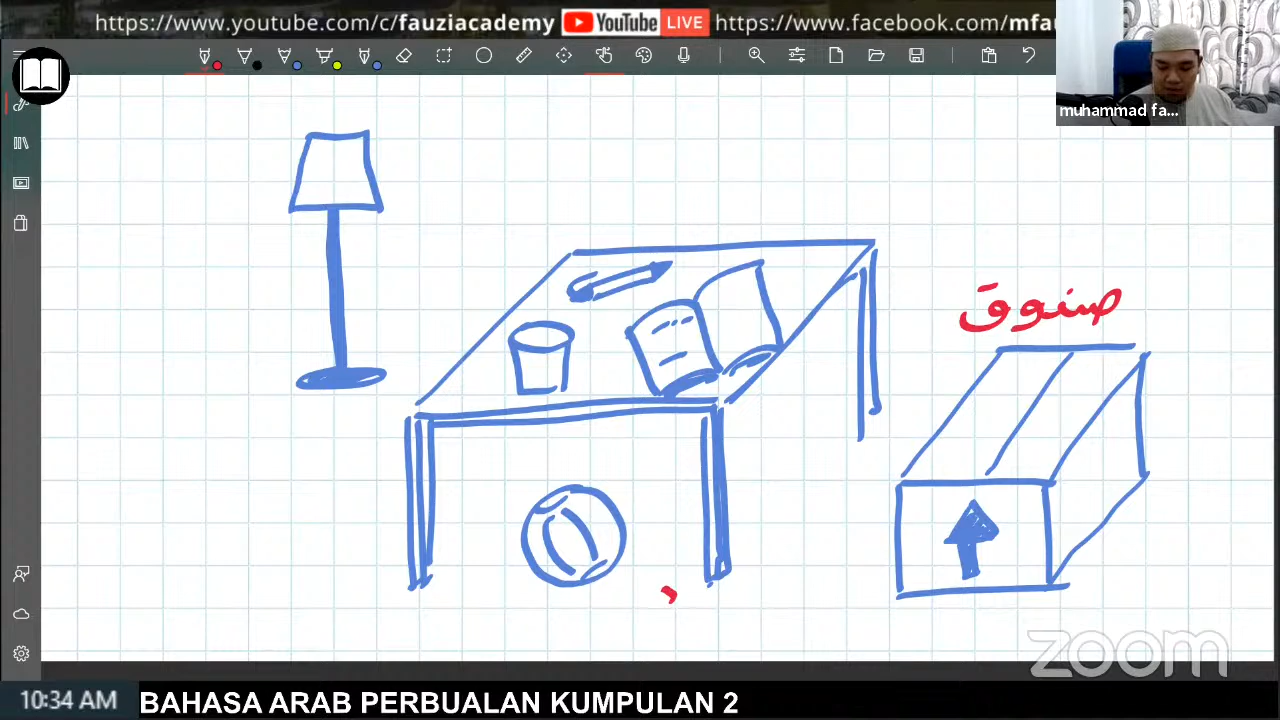 https://www.youtube.com/c/fauziacademy YouTube LIVE https://www.facebook.com/mfau
muhammad fa...
صندوق
zoom
10:34 AM BAHASA ARAB PERBUALAN KUMPULAN 2